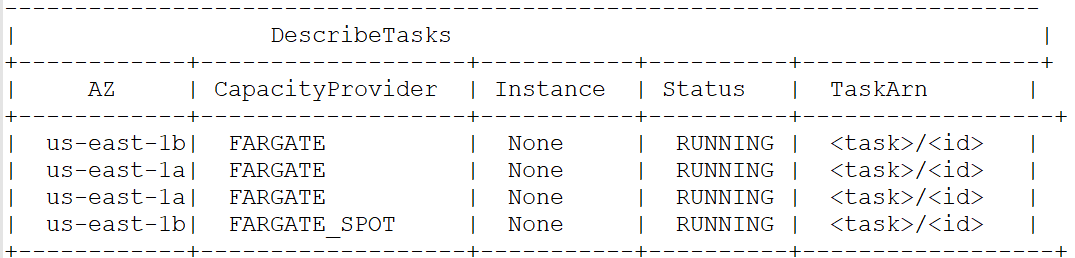 -----------------------------------------------------------------------------
| DescribeTasks |
+------------+------------------+-----------+----------+----------------+
| AZ | CapacityProvider | Instance | Status | TaskArn |
+------------+------------------+-----------+----------+-----------------+
| us-east-1b| FARGATE | None | RUNNING | <task>/<id> |
| us-east-1a| FARGATE | None | RUNNING | <task>/<id> |
| us-east-1a| FARGATE | None | RUNNING | <task>/<id> |
| us-east-1b| FARGATE_SPOT | None | RUNNING | <task>/<id> |
+------------+------------------+-----------+----------+-----------------+